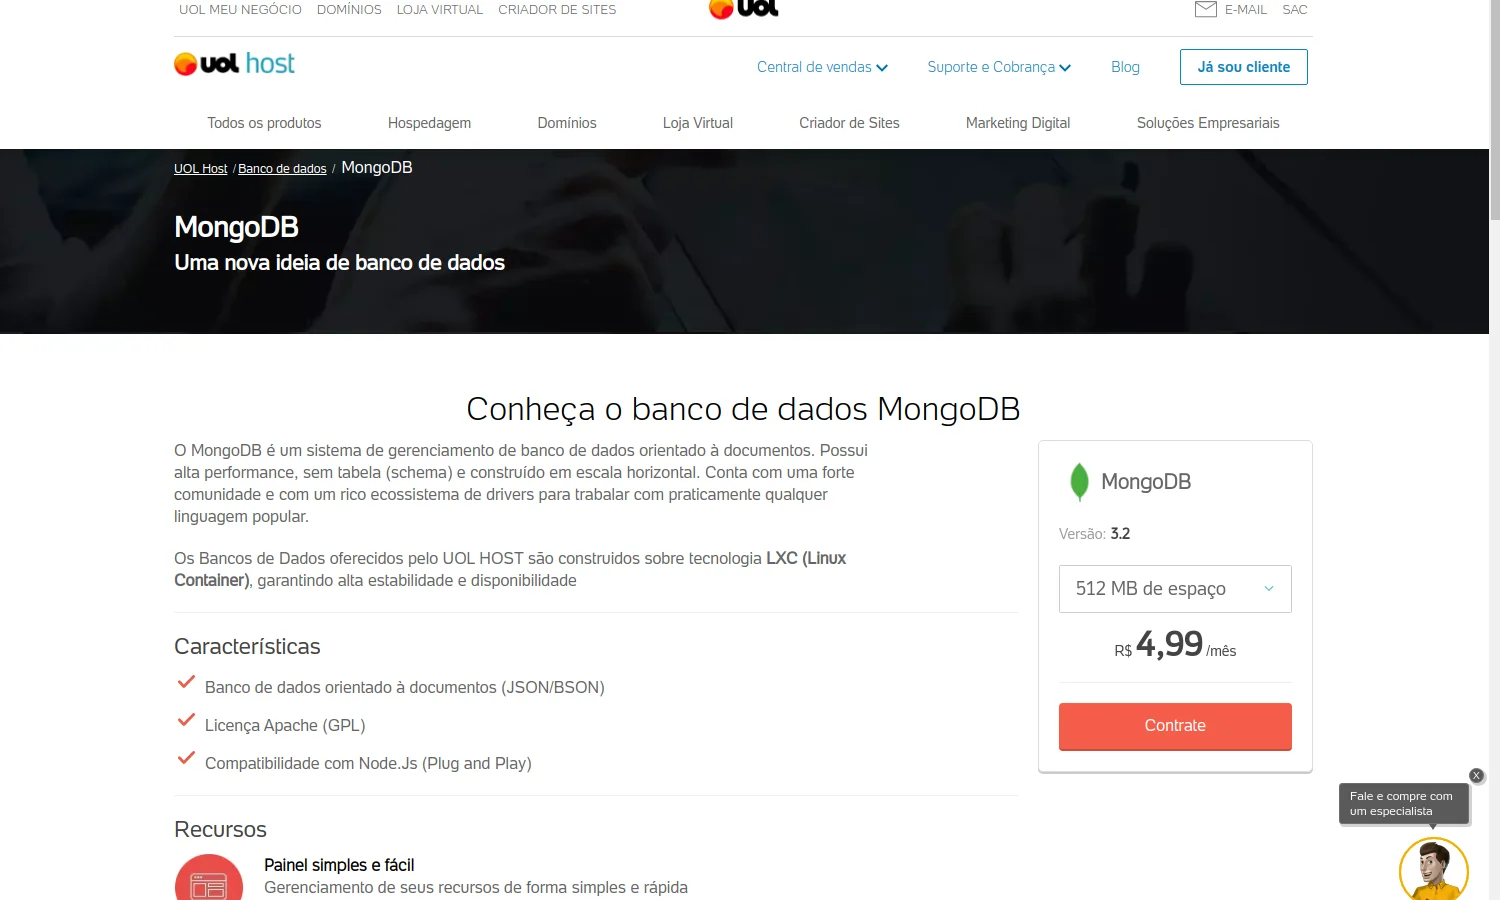 UOL MEU NEGÓCIO DOMÍNIOS LOJA VIRTUAL CRIADOR DE SITES
uol
E-MAIL SAC
uol host
Central de vendas
Suporte e Cobrança
Blog
Já sou cliente
Todos os produtos
Hospedagem
Domínios
Loja Virtual
Criador de Sites
Marketing Digital
Soluções Empresariais
UOL Host / Banco de dados / MongoDB
MongoDB
Uma nova ideia de banco de dados
Conheça o banco de dados MongoDB
O MongoDB é um sistema de gerenciamento de banco de dados orientado à documentos. Possui
alta performance, sem tabela (schema) e construído em escala horizontal. Conta com uma forte
comunidade e com um rico ecossistema de drivers para trabalar com praticamente qualquer
linguagem popular.
Os Bancos de Dados oferecidos pelo UOL HOST são construidos sobre tecnologia LXC (Linux
Container), garantindo alta estabilidade e disponibilidade
Características
Banco de dados orientado à documentos (JSON/BSON)
Licença Apache (GPL)
Compatibilidade com Node.Js (Plug and Play)
Recursos
Painel simples e fácil
Gerenciamento de seus recursos de forma simples e rápida
MongoDB
Versão: 3.2
512 MB de espaço
R$ 4,99 /mês
Contrate
X
Fale e compre com
um especialista